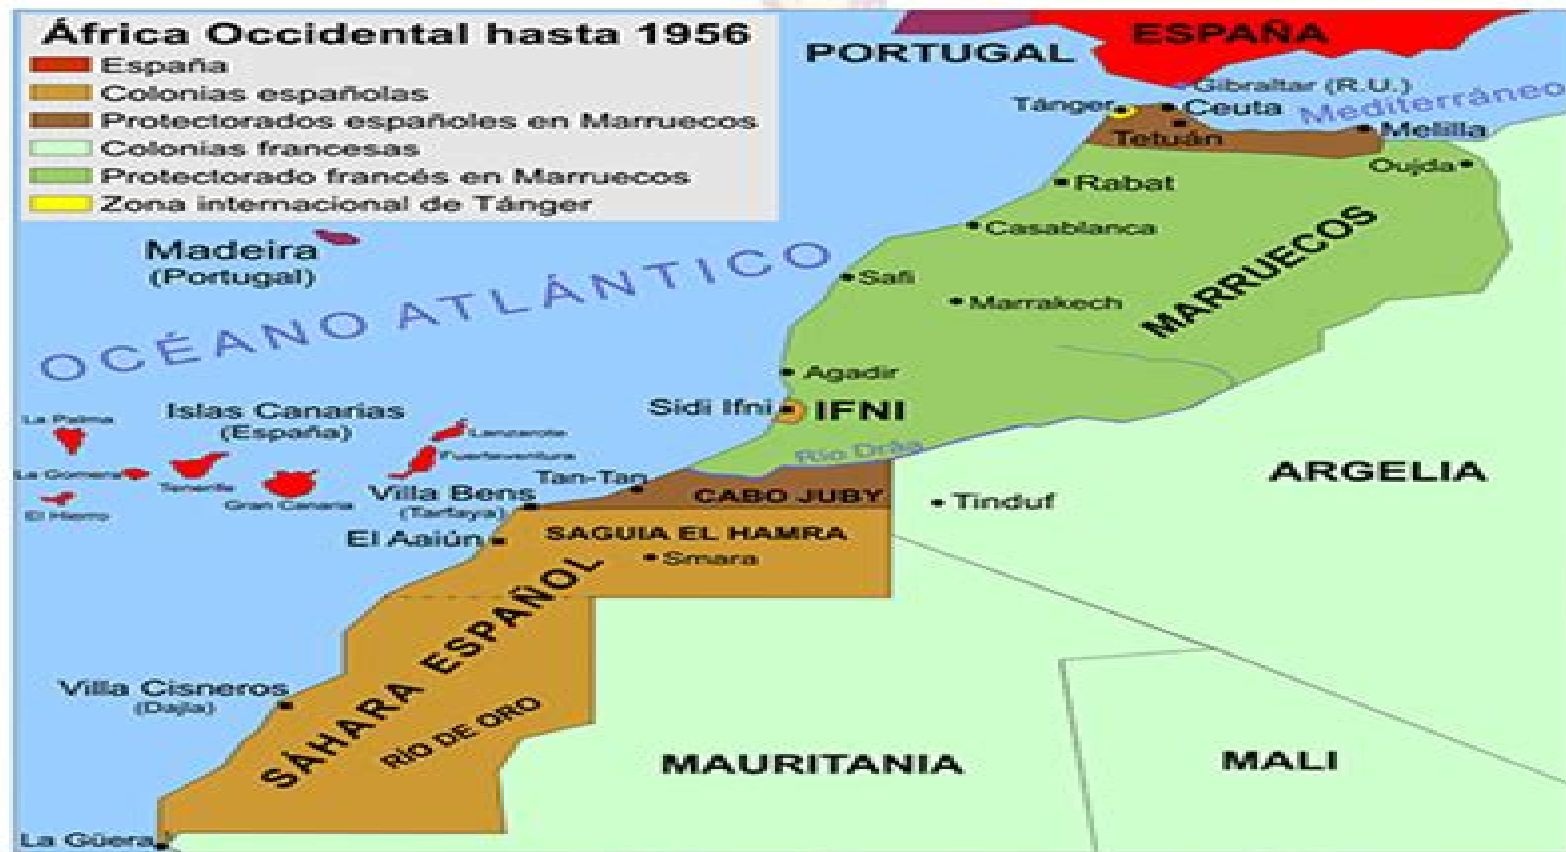 África Occidental hasta 1956
España
Colonias españolas
Protectorados españoles en Marruecos
Colonias francesas
Protectorado francés en Marruecos
Zona internacional de Tánger
PORTUGAL
ESPAÑA
Gibraltar (R.U.)
Mediterráneo
Tánger
Ceuta
Tetuán
Melilla
Oujda
Rabat
Casablanca
MARRUECOS
Madeira
(Portugal)
OCÉANO ATLÁNTICO
Safi
Marrakech
Agadir
Sidi Ifni
IFNI
Islas Canarias
(España)
La Palma
Lanzarote
Fuerteventura
La Gomera
Tenerife
Gran Canaria
El Hierro
Río Drâa
Tan-Tan
Villa Bens
(Tarfaya)
CABO JUBY
Tinduf
ARGELIA
El Aaiún
SAGUIA EL HAMRA
Smara
SÁHARA ESPAÑOL
Villa Cisneros
(Dajla)
RÍO DE ORO
MAURITANIA
MALI
La Güera